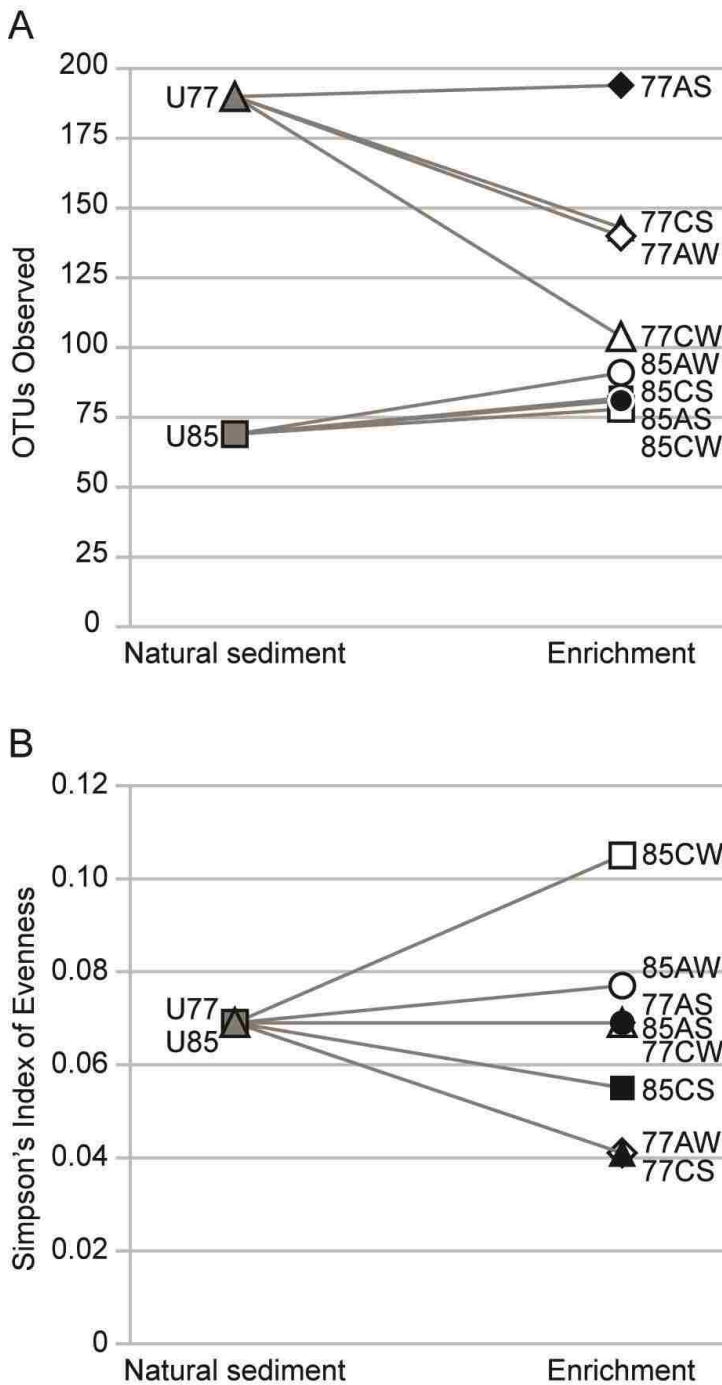 A
200
175
150
125
100
75
50
25
0
OTUs Observed
U77
U85
77AS
77CS
77AW
77CW
85AW
85CS
85AS
85CW
Natural sediment
Enrichment
B
0.12
0.10
0.08
0.06
0.04
0.02
0
Simpson's Index of Evenness
U77
U85
85CW
85AW
77AS
85AS
77CW
85CS
77AW
77CS
Natural sediment
Enrichment